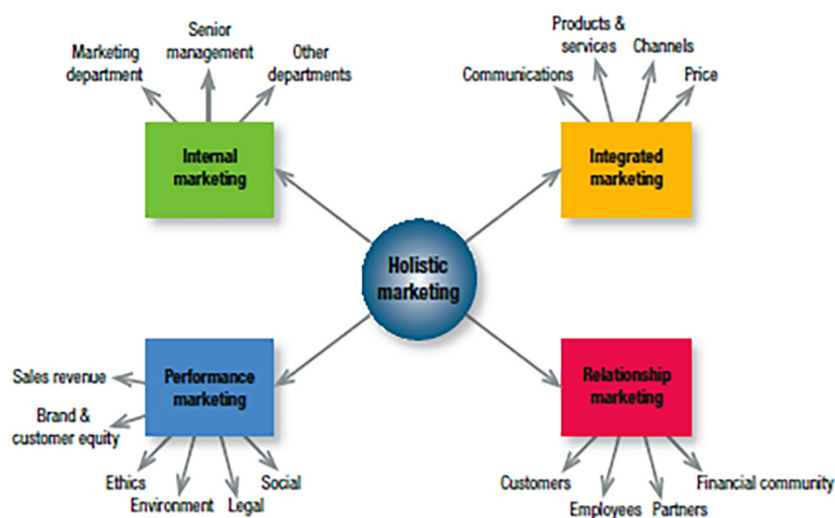 Senior
management
Marketing
department
Other
departments
Internal
marketing
Products &
services
Channels
Communications
Price
Integrated
marketing
Holistic
marketing
Performance
marketing
Sales revenue
Brand &
customer equity
Ethics
Environment
Legal
Social
Relationship
marketing
Customers
Employees
Partners
Financial community